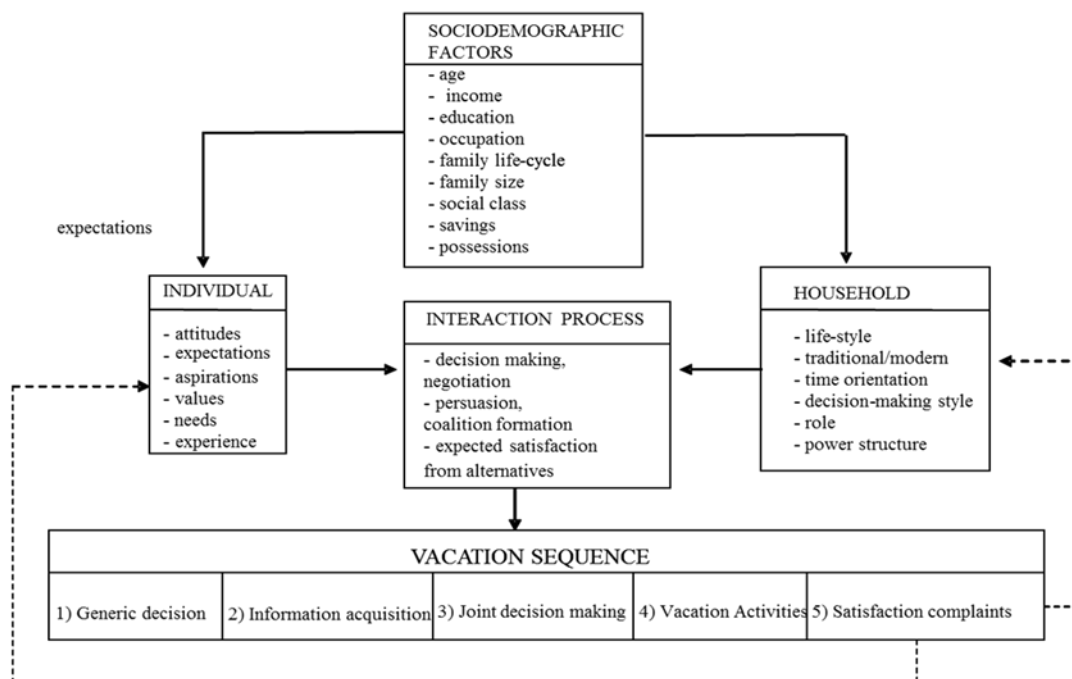 SOCIODEMOGRAPHIC
FACTORS
- age
- income
- education
- occupation
- family life-cycle
- family size
- social class
- savings
- possessions
expectations
INDIVIDUAL
- attitudes
- expectations
- aspirations
- values
- needs
- experience
INTERACTION PROCESS
- decision making,
negotiation
- persuasion,
coalition formation
- expected satisfaction
from alternatives
HOUSEHOLD
- life-style
- traditional/modern
- time orientation
- decision-making style
- role
- power structure
VACATION SEQUENCE
1) Generic decision
2) Information acquisition
3) Joint decision making
4) Vacation Activities
5) Satisfaction complaints